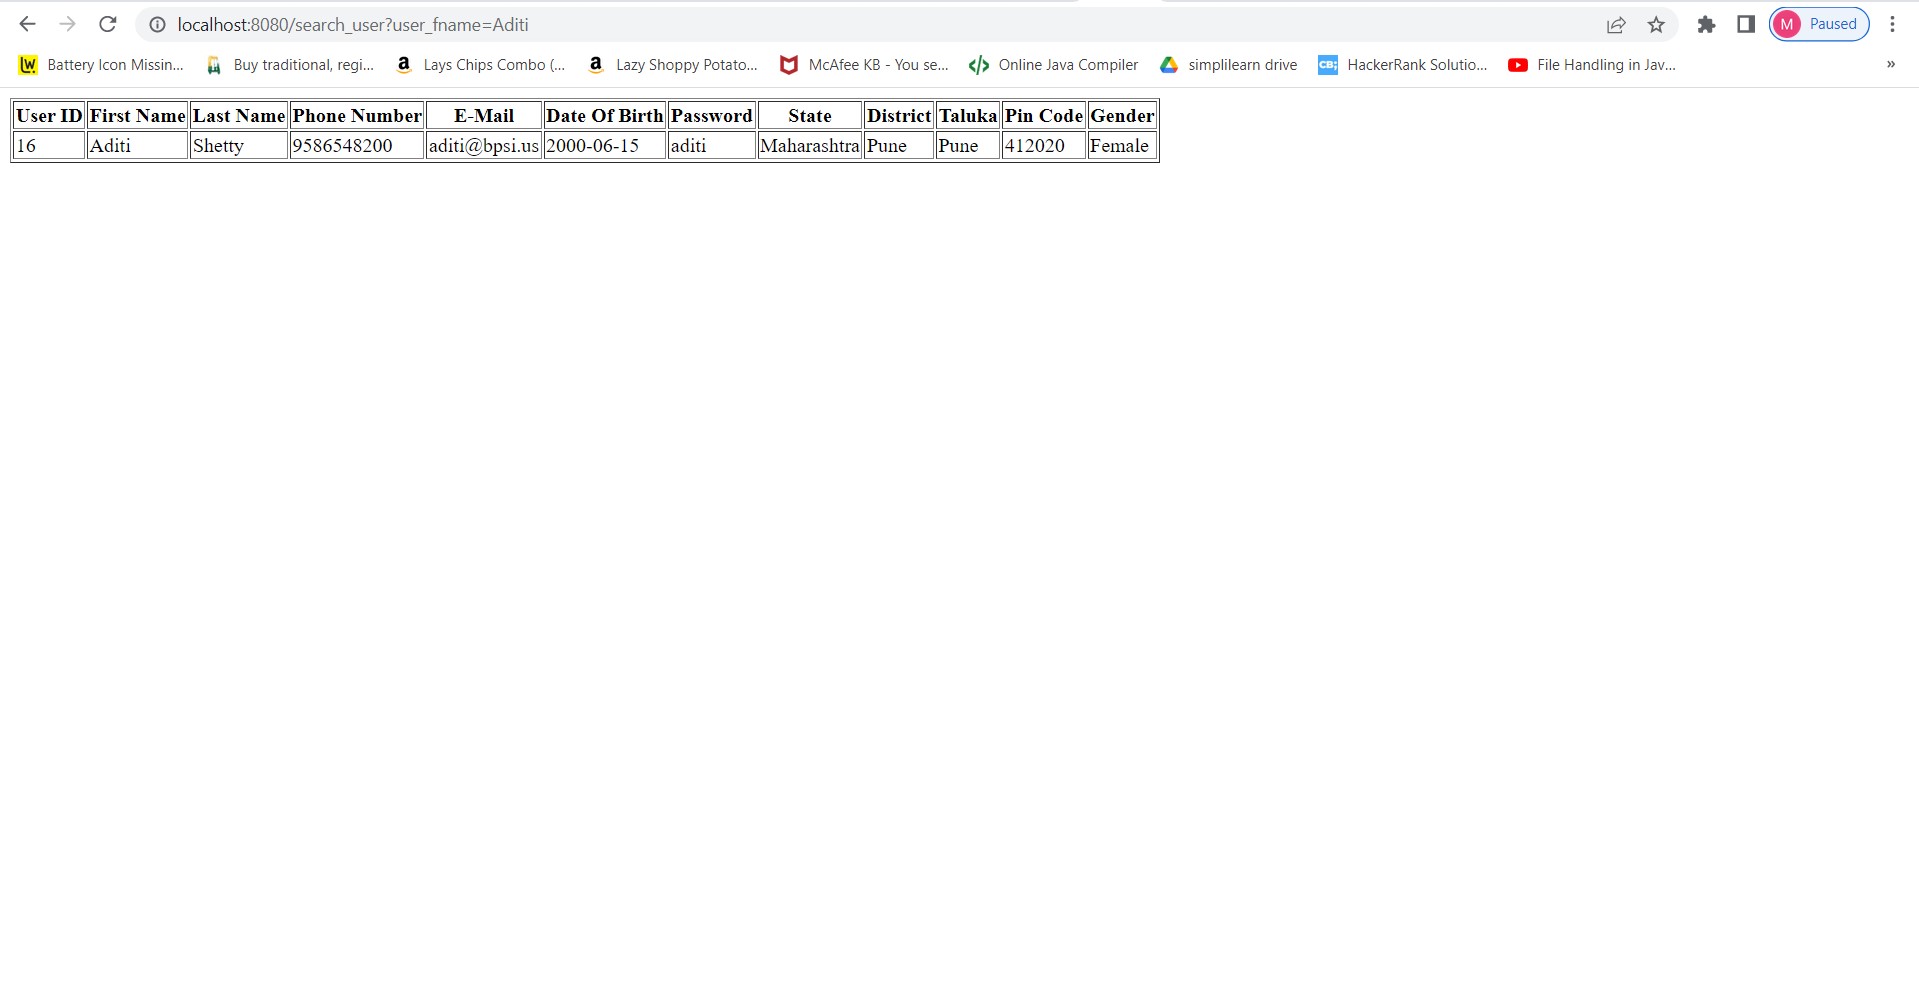 localhost:8080/search_user?user_fname=Aditi M Paused
Battery Icon Missin... Buy traditional, regi... a Lays Chips Combo (... a Lazy Shoppy Potato... McAfee KB - You se... </> Online Java Compiler simplilearn drive CB; HackerRank Solutio... File Handling in Jav... »
User ID First Name Last Name Phone Number E-Mail Date Of Birth Password State District Taluka Pin Code Gender
16 Aditi Shetty 9586548200 aditi@bpsi.us 2000-06-15 aditi Maharashtra Pune Pune 412020 Female